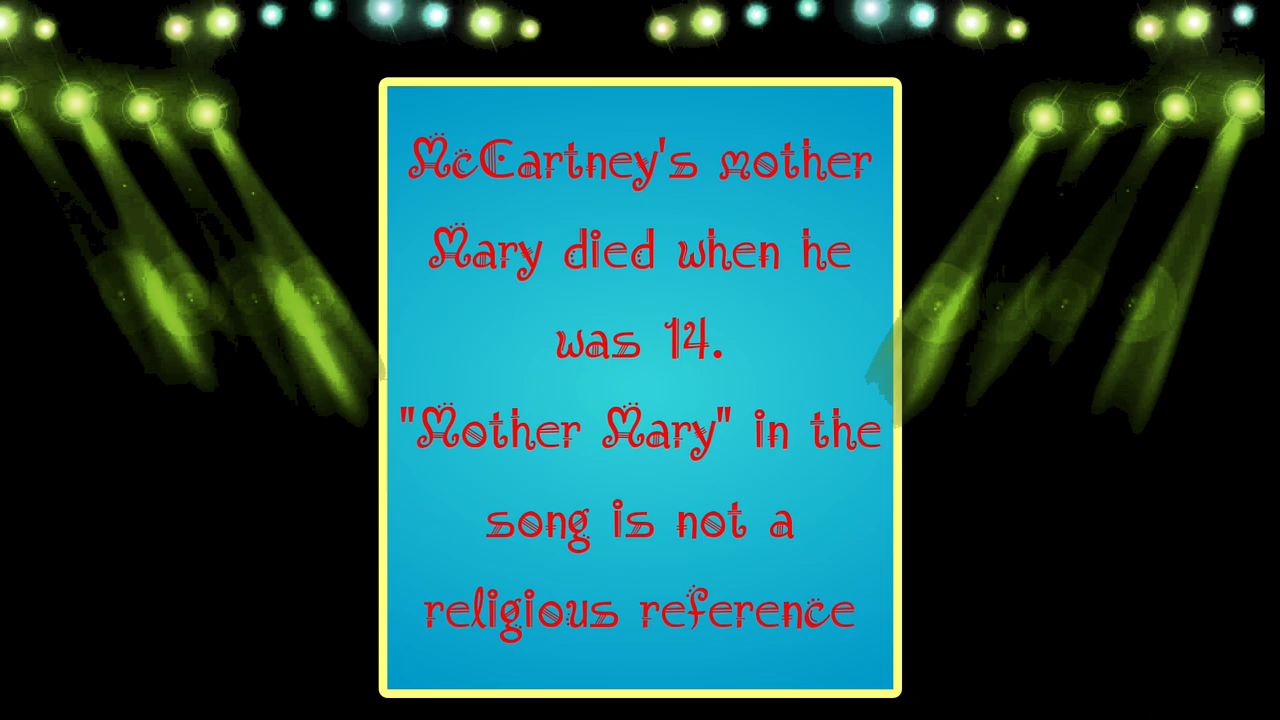 McCartney's mother
Mary died when he
was 14.
"Mother Mary" in the
song is not a
religious reference